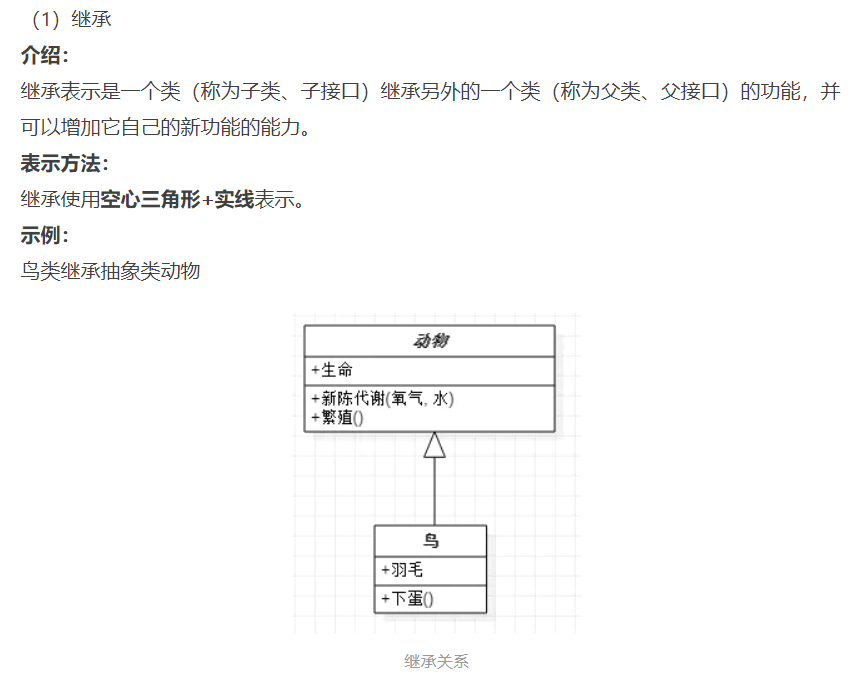 （1）继承
介绍：
继承表示是一个类（称为子类、子接口）继承另外的一个类（称为父类、父接口）的功能，并
可以增加它自己的新功能的能力。
表示方法：
继承使用空心三角形+实线表示。
示例：
鸟类继承抽象类动物
动物
+生命
+新陈代谢(氧气, 水)
+繁殖()
鸟
+羽毛
+下蛋()
继承关系